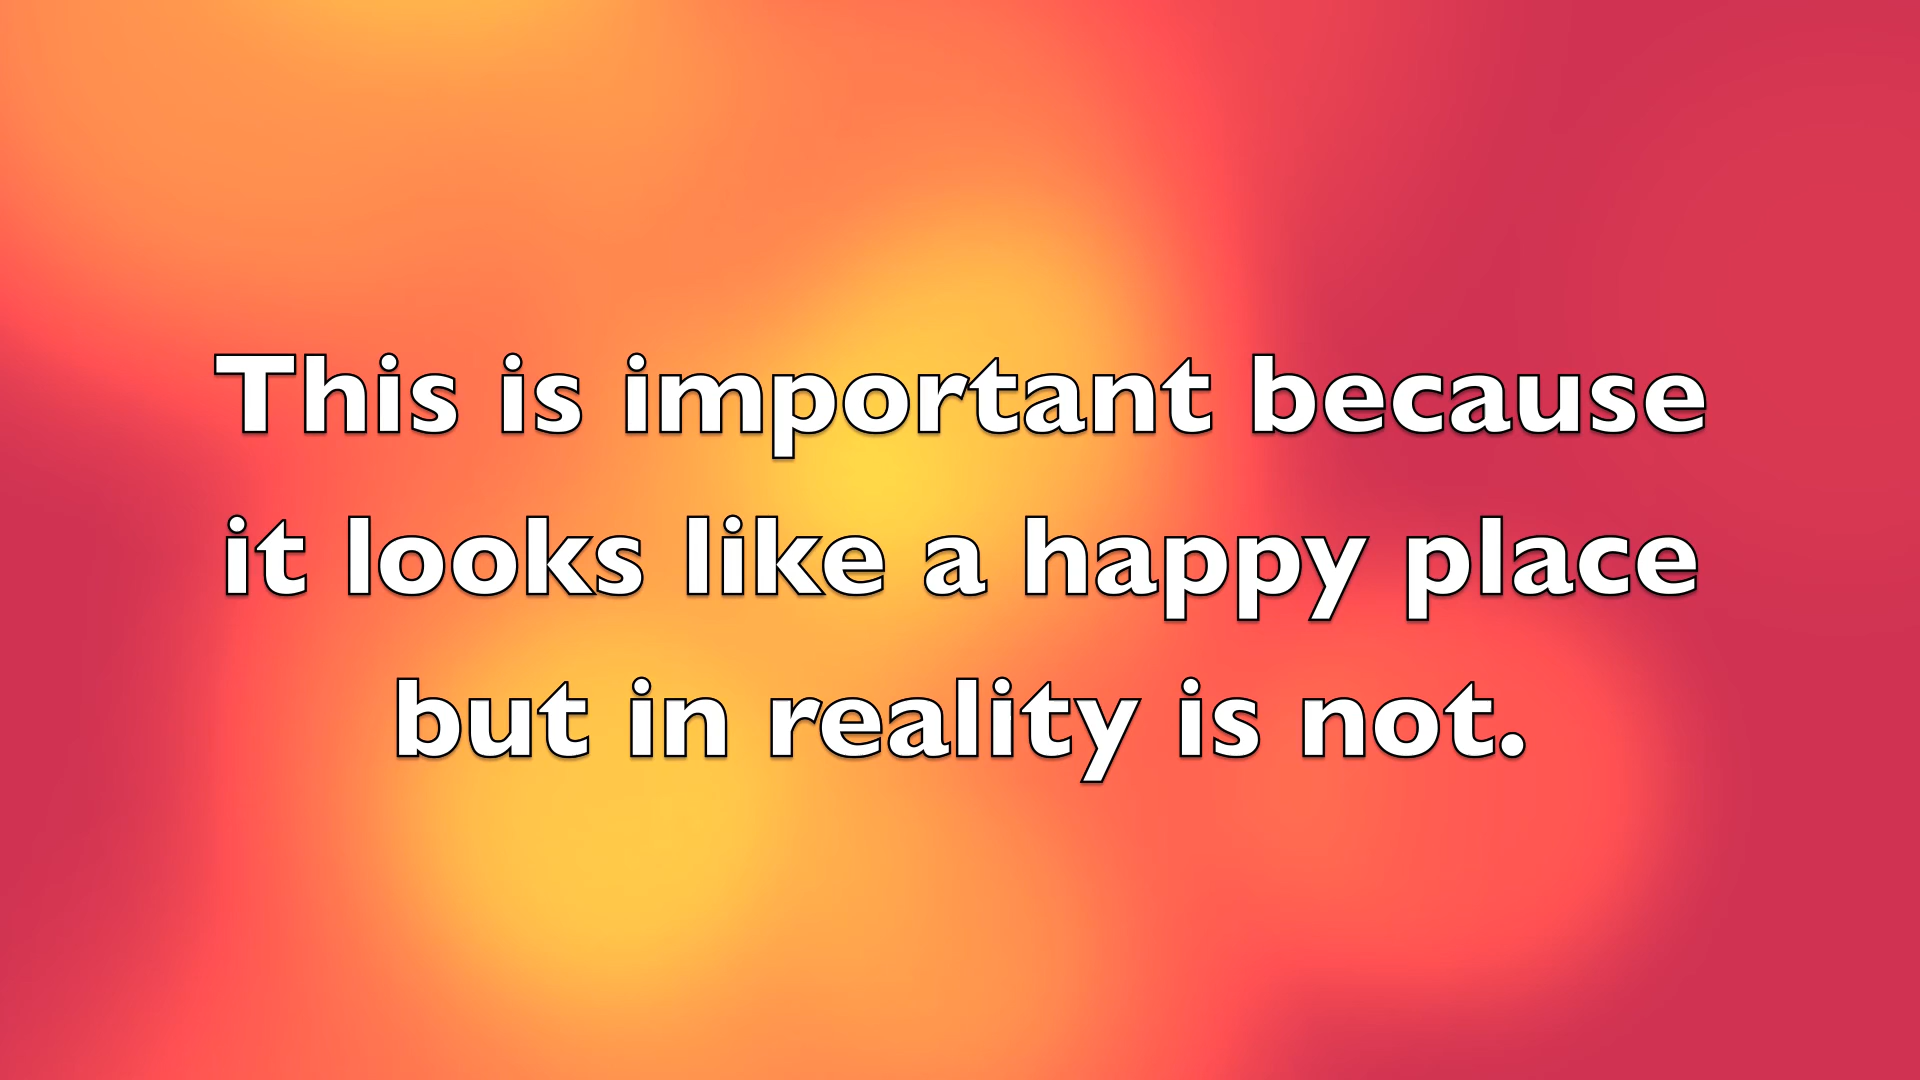 This is important because
it looks like a happy place
but in reality is not.